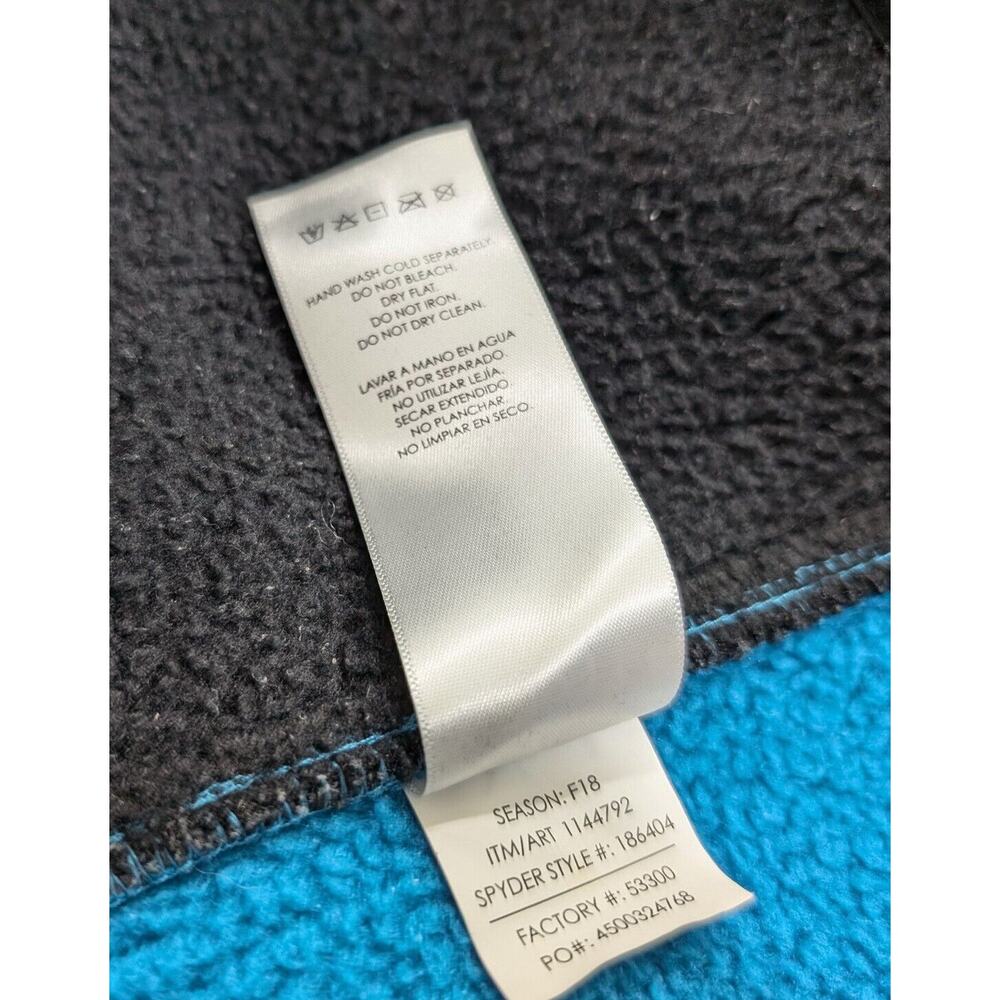 HAND WASH COLD SEPARATELY.
DO NOT BLEACH.
DRY FLAT.
DO NOT IRON.
DO NOT DRY CLEAN.
LAVAR A MANO EN AGUA
FRÍA POR SEPARADO.
NO UTILIZAR LEJÍA.
SECAR EXTENDIDO.
NO PLANCHAR.
NO LIMPIAR EN SECO.
SEASON: F18
ITM/ART 1144792
SPYDER STYLE #: 186404
FACTORY #: 53300
PO#: 4500324768